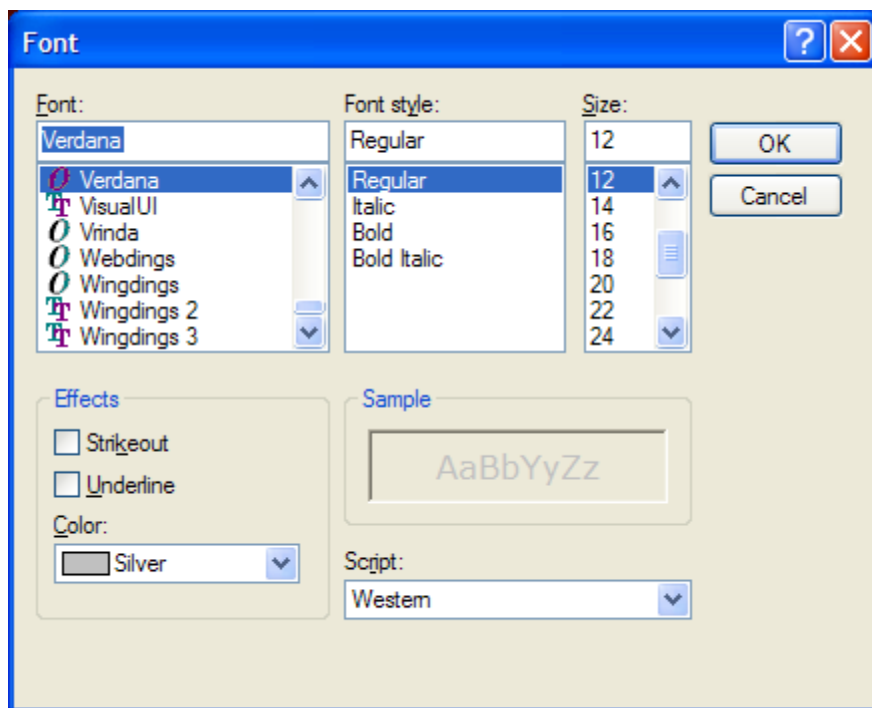 Font
Font: Font style: Size:
Verdana Regular 12 OK
Verdana Regular 12 Cancel
VisualUI Italic 14
Vrinda Bold 16
Webdings Bold Italic 18
Wingdings 20
Wingdings 2 22
Wingdings 3 24
Effects Sample
Strikeout
AaBbYyZz
Underline
Color:
Silver Script:
Western